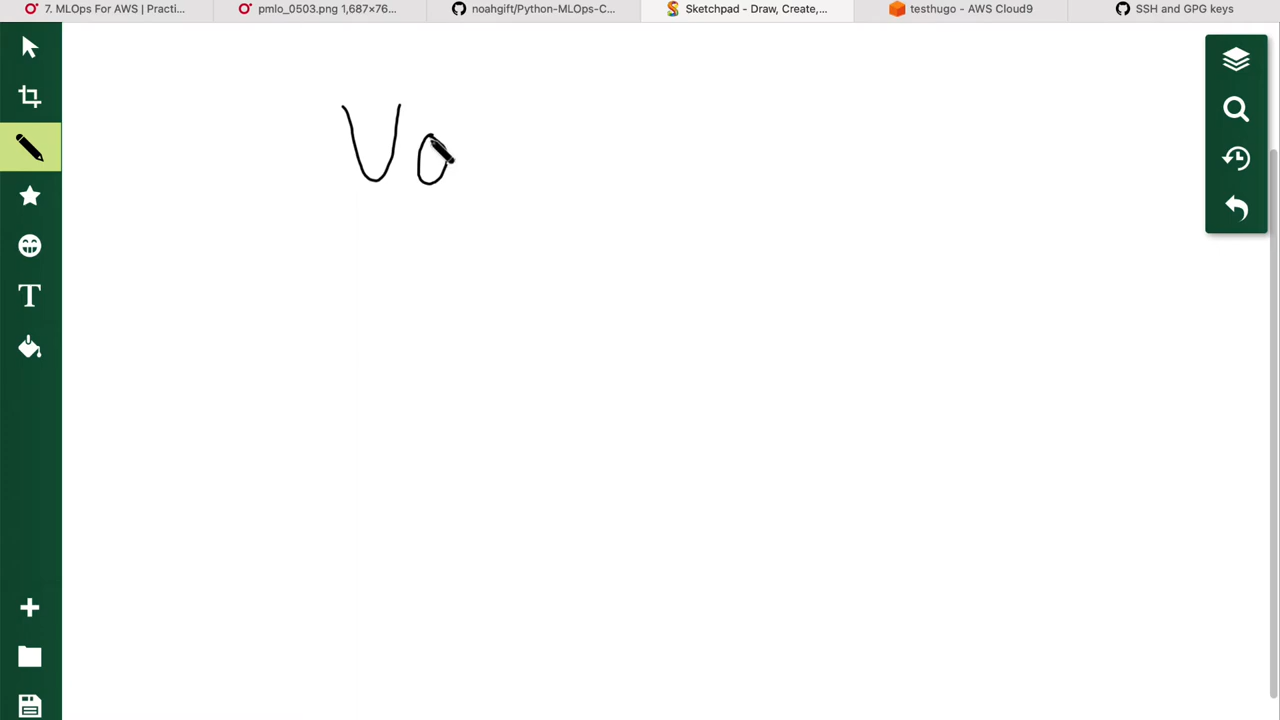 7. MLOps For AWS | Practi...
pmlo_0503.png 1,687×76...
noahgift/Python-MLOps-C...
Sketchpad - Draw, Create,...
testhugo - AWS Cloud9
SSH and GPG keys
T
Vo